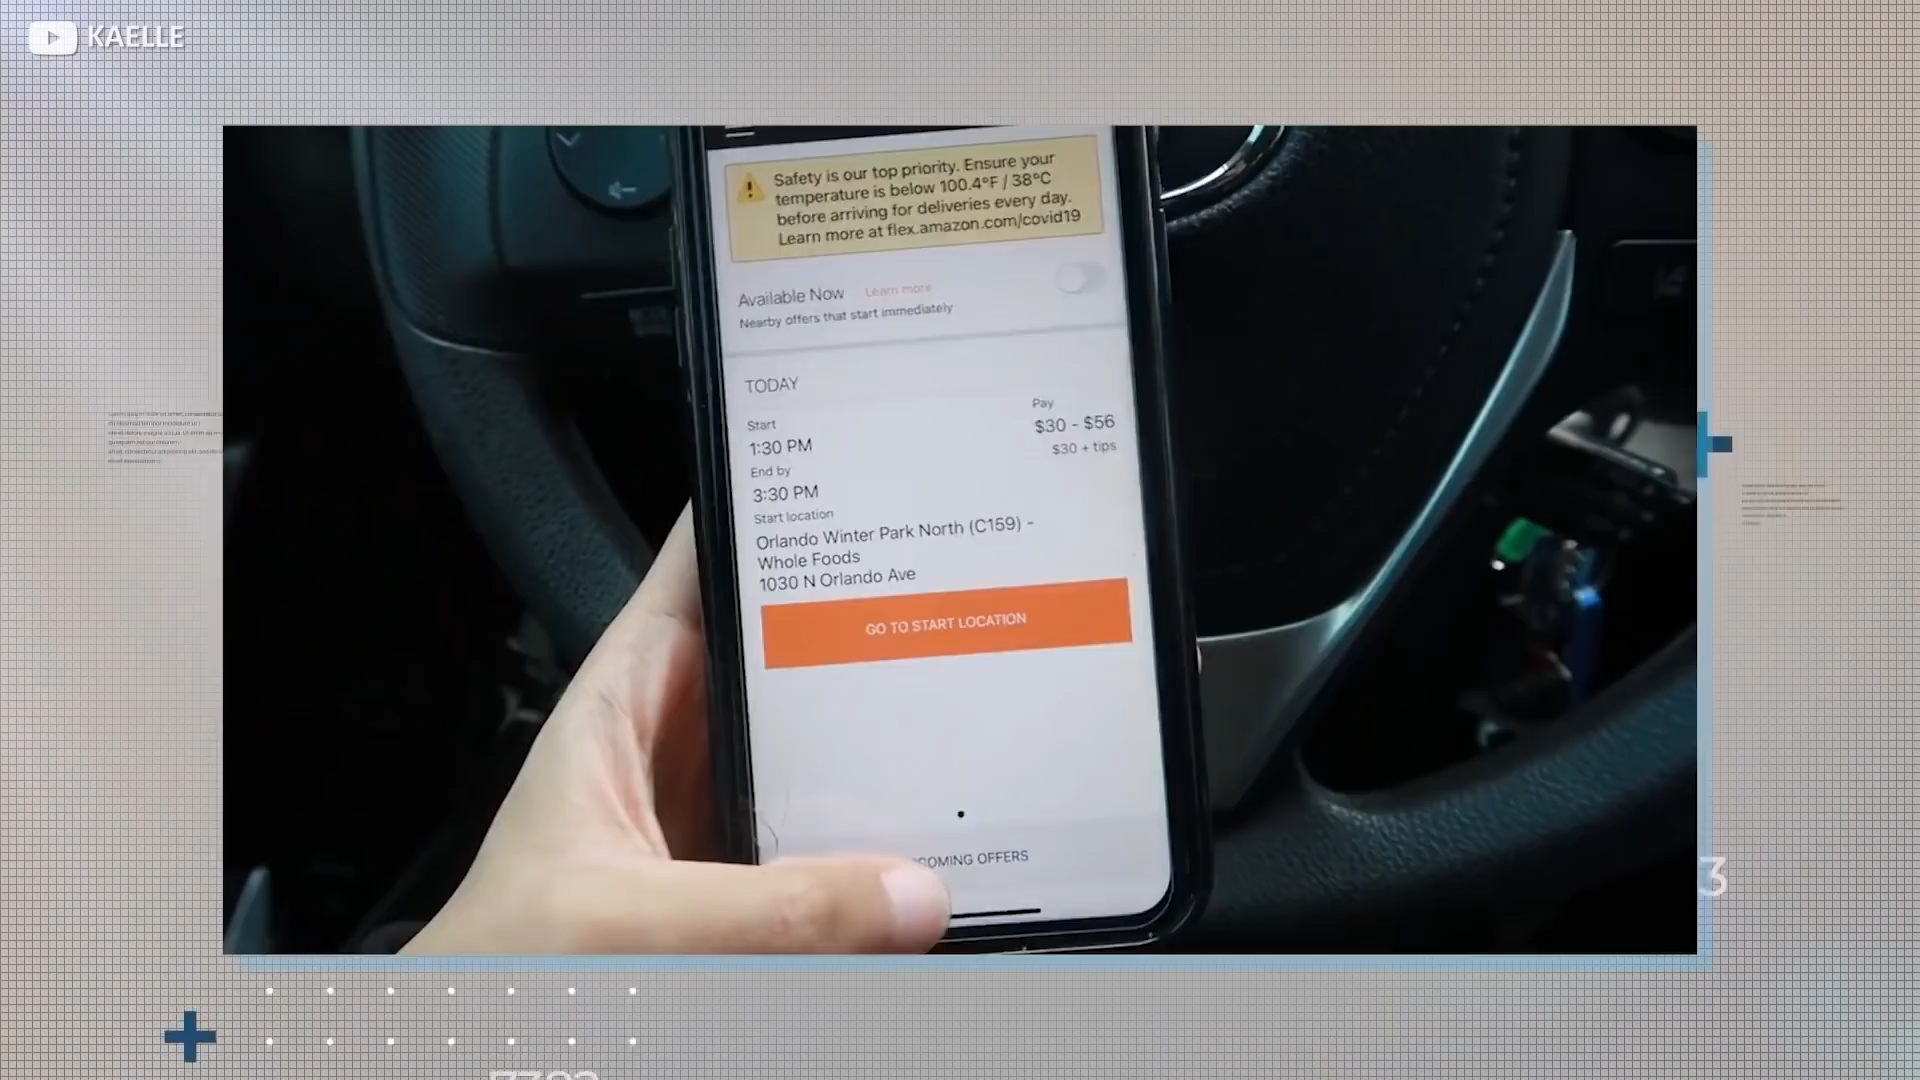 KAELLE
Safety is our top priority. Ensure your
temperature is below 100.4°F / 38°C
before arriving for deliveries every day.
Learn more at flex.amazon.com/covid19
Available Now Learn more
Nearby offers that start immediately
TODAY
Start
1:30 PM
Pay
$30 - $56
$30 + tips
End by
3:30 PM
Start location
Orlando Winter Park North (C159) -
Whole Foods
1030 N Orlando Ave
GO TO START LOCATION
COMING OFFERS
3